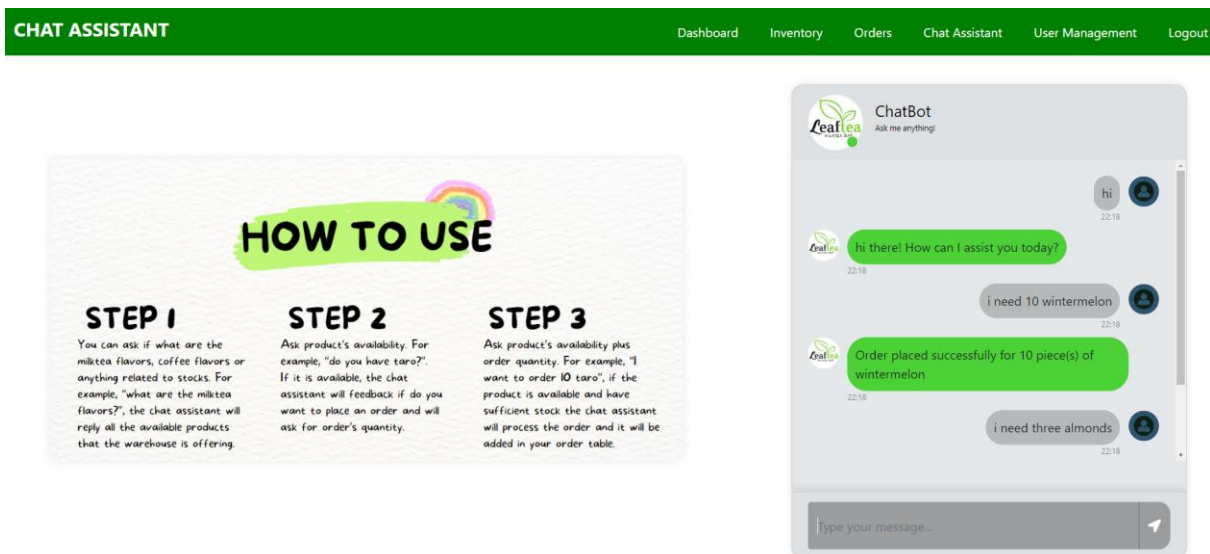 CHAT ASSISTANT
Dashboard Inventory Orders Chat Assistant User Management Logout
HOW TO USE
STEP 1
You can ask if what are the
milktea flavors, coffee flavors or
anything related to stocks. For
example, "what are the milktea
flavors?", the chat assistant will
reply all the available products
that the warehouse is offering.
STEP 2
Ask product's availability. For
example, "do you have taro?".
If it is available, the chat
assistant will feedback if do you
want to place an order and will
ask for order's quantity.
STEP 3
Ask product's availability plus
order quantity. For example, "I
want to order 10 taro", if the
product is available and have
sufficient stock the chat assistant
will process the order and it will be
added in your order table.
Leaftea
ChatBot
Ask me anything!
hi
22:18
Leaftea
hi there! How can I assist you today?
22:18
i need 10 wintermelon
22:18
Leaftea
Order placed successfully for 10 piece(s) of
wintermelon
22:18
i need three almonds
22:18
Type your message...